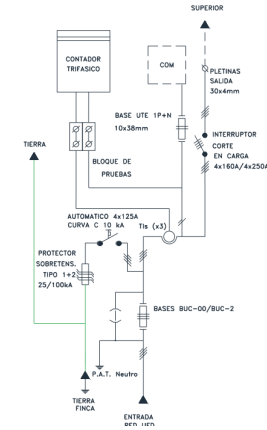 SUPERIOR
CONTADOR
TRIFASICO
COM
PLETINAS
SALIDA
30x4mm
BASE UTE 1P+N
10x38mm
TIERRA
INTERRUPTOR
CORTE
EN CARGA
4x160A/4x250A
BLOQUE DE
PRUEBAS
AUTOMATICO 4x125A
CURVA C 10 kA
TIs (x3)
PROTECTOR
SOBRETENS.
TIPO 1+2
25/100kA
BASES BUC-00/BUC-2
P.A.T. Neutro
TIERRA
FINCA
ENTRADA
RED UFD